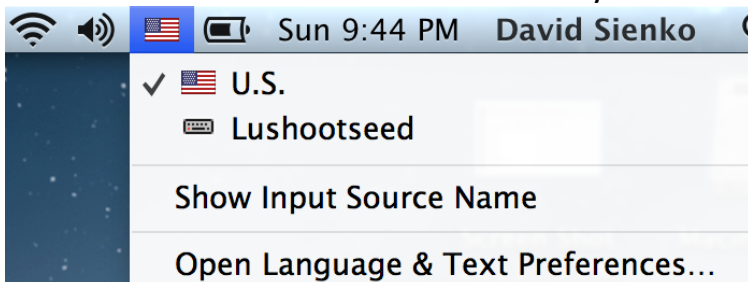 Sun 9:44 PM David Sienko
✓ U.S.
Lushootseed
Show Input Source Name
Open Language & Text Preferences...